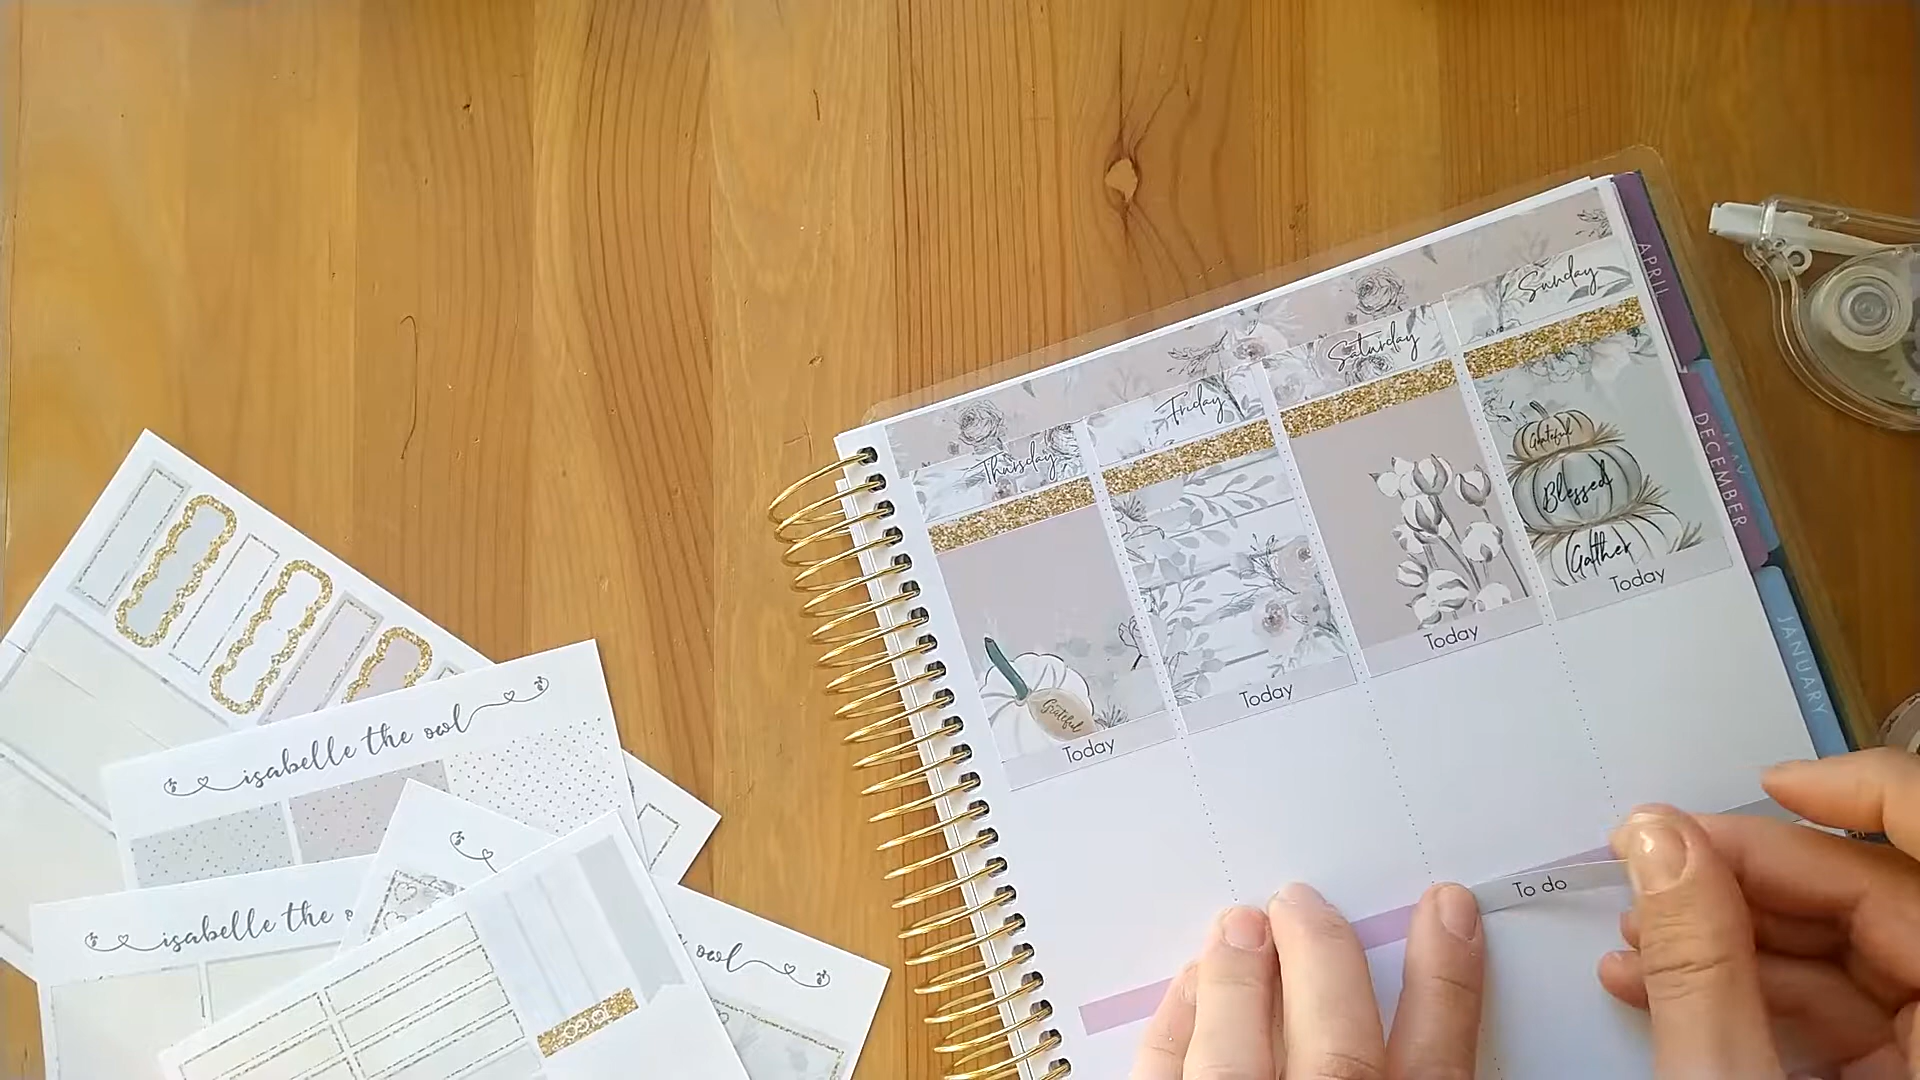 Thursday
Friday
Saturday
Sunday
Grateful
Grateful
Blessed
Gather
Today
Today
Today
Today
To do
APRIL
MAY
DECEMBER
JANUARY
isabelle the owl
isabelle the
owl